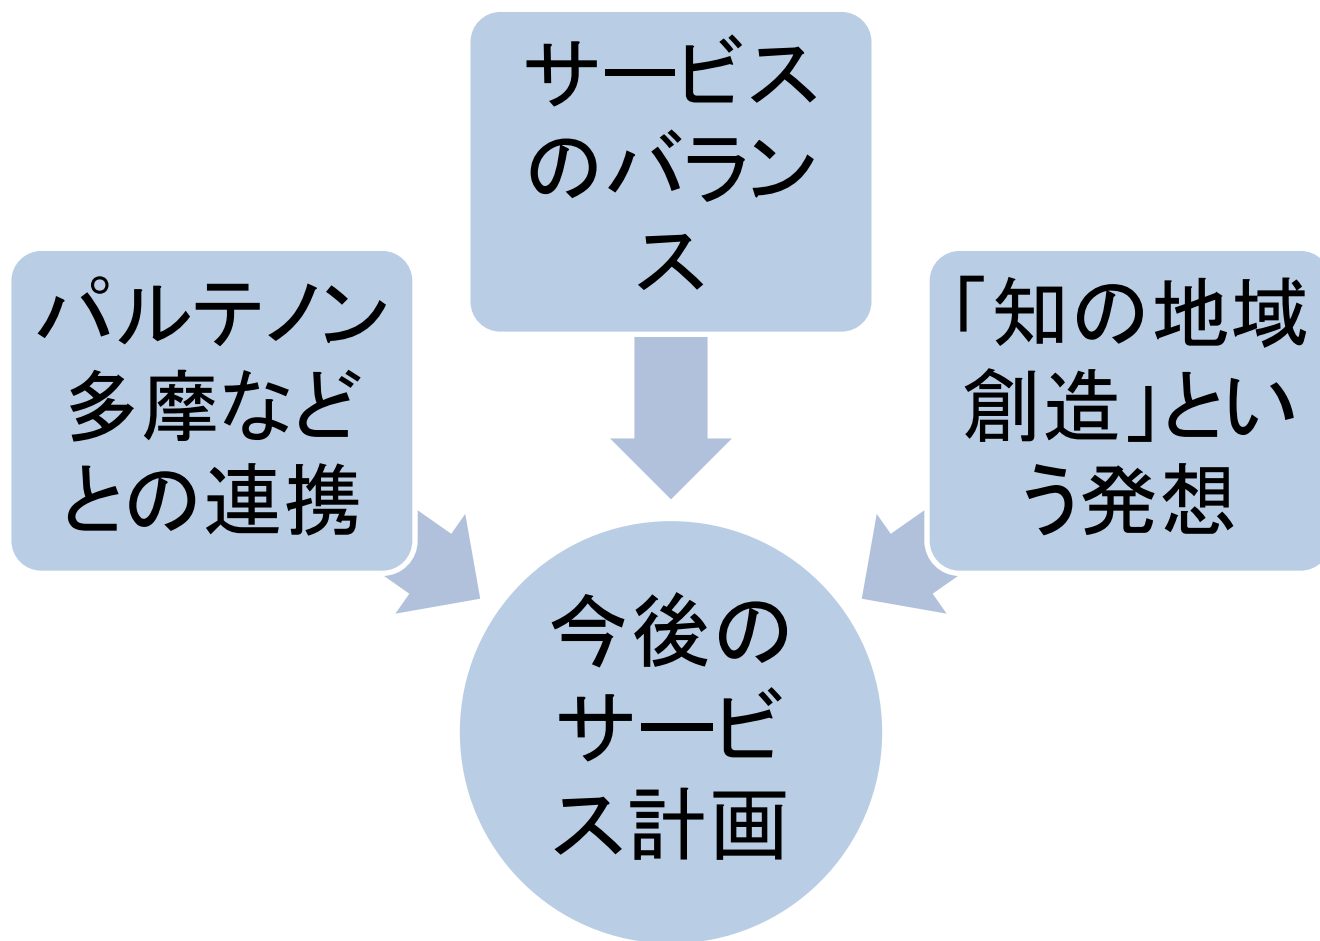 サービス
のバラン
ス
パルテノン
多摩など
との連携
「知の地域
創造」とい
う発想
今後の
サービ
ス計画